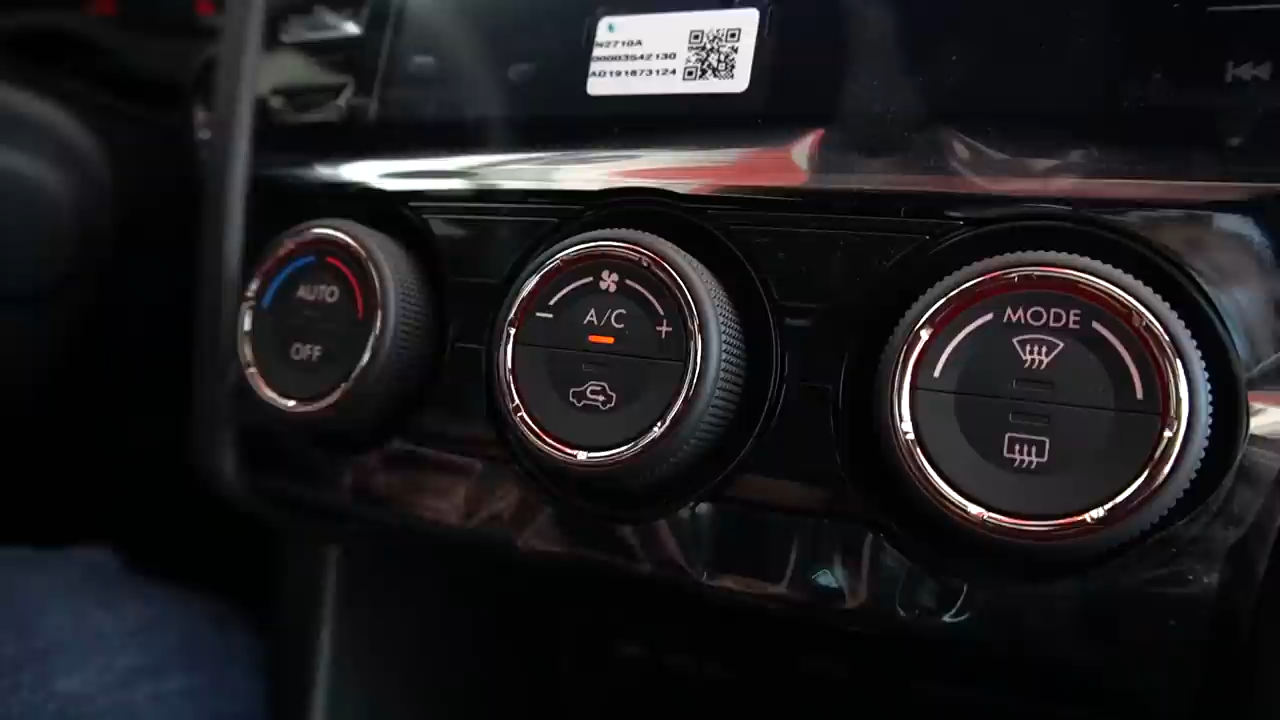 N2710A
00003542130
AD191873124
AUTO
OFF
A/C
- +
MODE